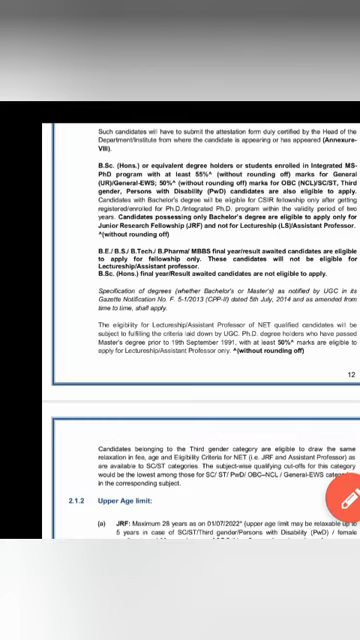 Such candidates will have to submit the attestation form duly certified by the Head of the
Department/Institute from where the candidate is appearing or has appeared (Annexure-
VIII).
B.Sc. (Hons.) or equivalent degree holders or students enrolled in Integrated MS-
PhD program with at least 55%^ (without rounding off) marks for General
(UR)/General-EWS; 50%^ (without rounding off) marks for OBC (NCL)/SC/ST, Third
gender, Persons with Disability (PwD) candidates are also eligible to apply.
Candidates with Bachelor's degree will be eligible for CSIR fellowship only after getting
registered/enrolled for Ph.D./Integrated Ph.D. program within the validity period of two
years. Candidates possessing only Bachelor's degree are eligible to apply only for
Junior Research Fellowship (JRF) and not for Lectureship (LS)/Assistant Professor.
^(without rounding off)
B.E./ B.S./ B.Tech./ B.Pharma/ MBBS final year/result awaited candidates are eligible
to apply for fellowship only. These candidates will not be eligible for
Lectureship/Assistant professor.
B.Sc. (Hons) final year/Result awaited candidates are not eligible to apply.
Specification of degrees (whether Bachelor's or Master's) as notified by UGC in its
Gazette Notification No. F. 5-1/2013 (CPP-II) dated 5th July, 2014 and as amended from
time to time, shall apply.
The eligibility for Lectureship/Assistant Professor of NET qualified candidates will be
subject to fulfilling the criteria laid down by UGC. Ph.D. degree holders who have passed
Master's degree prior to 19th September 1991, with at least 50%^ marks are eligible to
apply for Lectureship/Assistant Professor only. ^(without rounding off)
12
Candidates belonging to the Third gender category are eligible to draw the same
relaxation in fee, age and Eligibility Criteria for NET (i.e. JRF and Assistant Professor) as
are available to SC/ST categories. The subject-wise qualifying cut-offs for this category
would be the lowest among those for SC/ ST/ PwD/ OBC–NCL / General-EWS
in the corresponding subject.
2.1.2 Upper Age limit:
(a) JRF: Maximum 28 years as on 01/07/2022^ (upper age limit may be relaxable up to
5 years in case of SC/ST/Third gender/Persons with Disability (PwD) / female